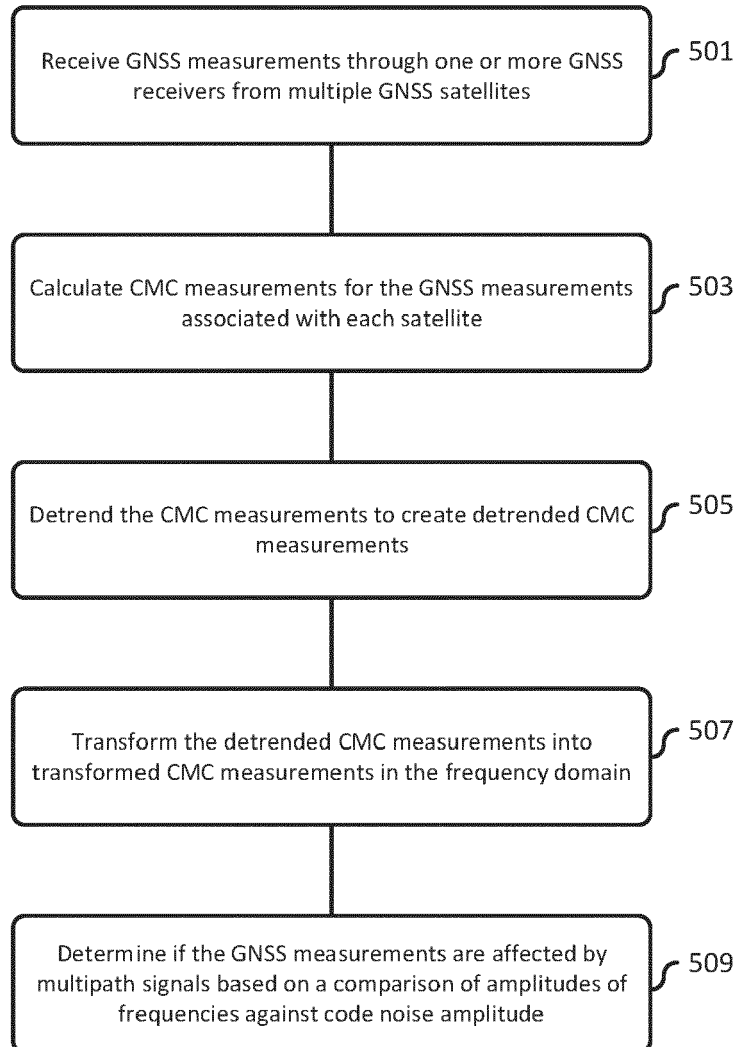 Receive GNSS measurements through one or more GNSS
receivers from multiple GNSS satellites
501
Calculate CMC measurements for the GNSS measurements
associated with each satellite
503
Detrend the CMC measurements to create detrended CMC
measurements
505
Transform the detrended CMC measurements into
transformed CMC measurements in the frequency domain
507
Determine if the GNSS measurements are affected by
multipath signals based on a comparison of amplitudes of
frequencies against code noise amplitude
509